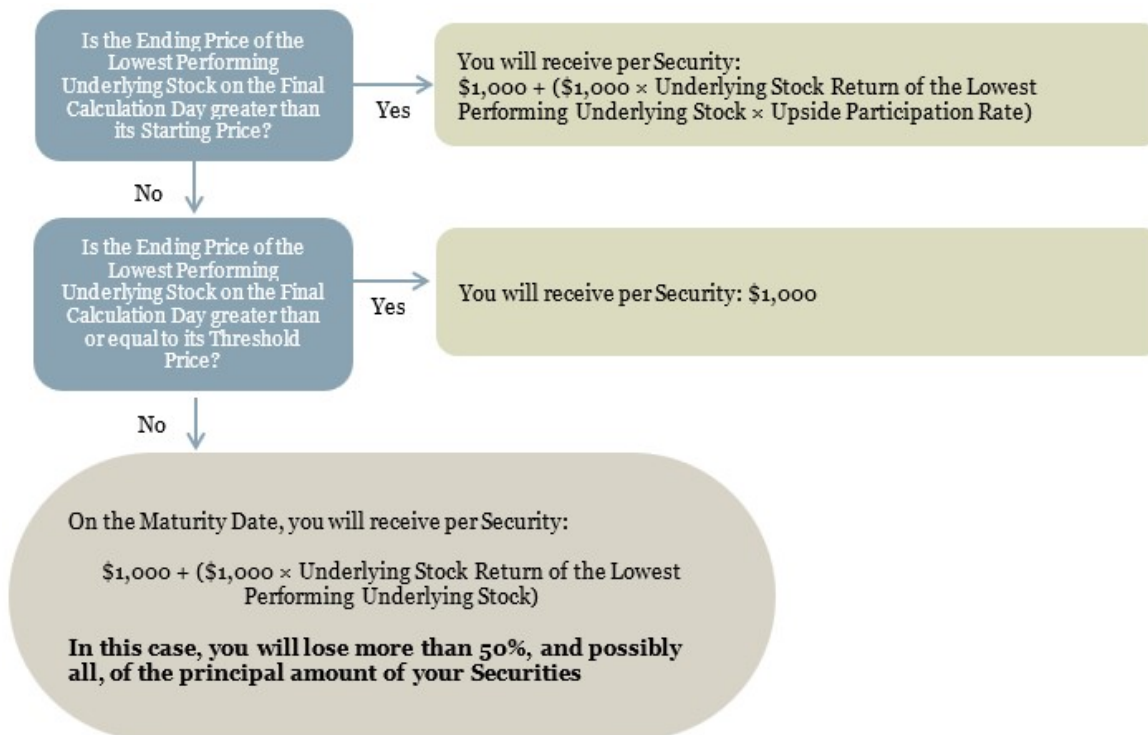 Is the Ending Price of the
Lowest Performing
Underlying Stock on the Final
Calculation Day greater than
its Starting Price?
Yes
You will receive per Security:
$1,000 + ($1,000 × Underlying Stock Return of the Lowest
Performing Underlying Stock × Upside Participation Rate)
No
Is the Ending Price of the
Lowest Performing
Underlying Stock on the Final
Calculation Day greater than
or equal to its Threshold
Price?
Yes
You will receive per Security: $1,000
No
On the Maturity Date, you will receive per Security:
$1,000 + ($1,000 × Underlying Stock Return of the Lowest
Performing Underlying Stock)
In this case, you will lose more than 50%, and possibly
all, of the principal amount of your Securities